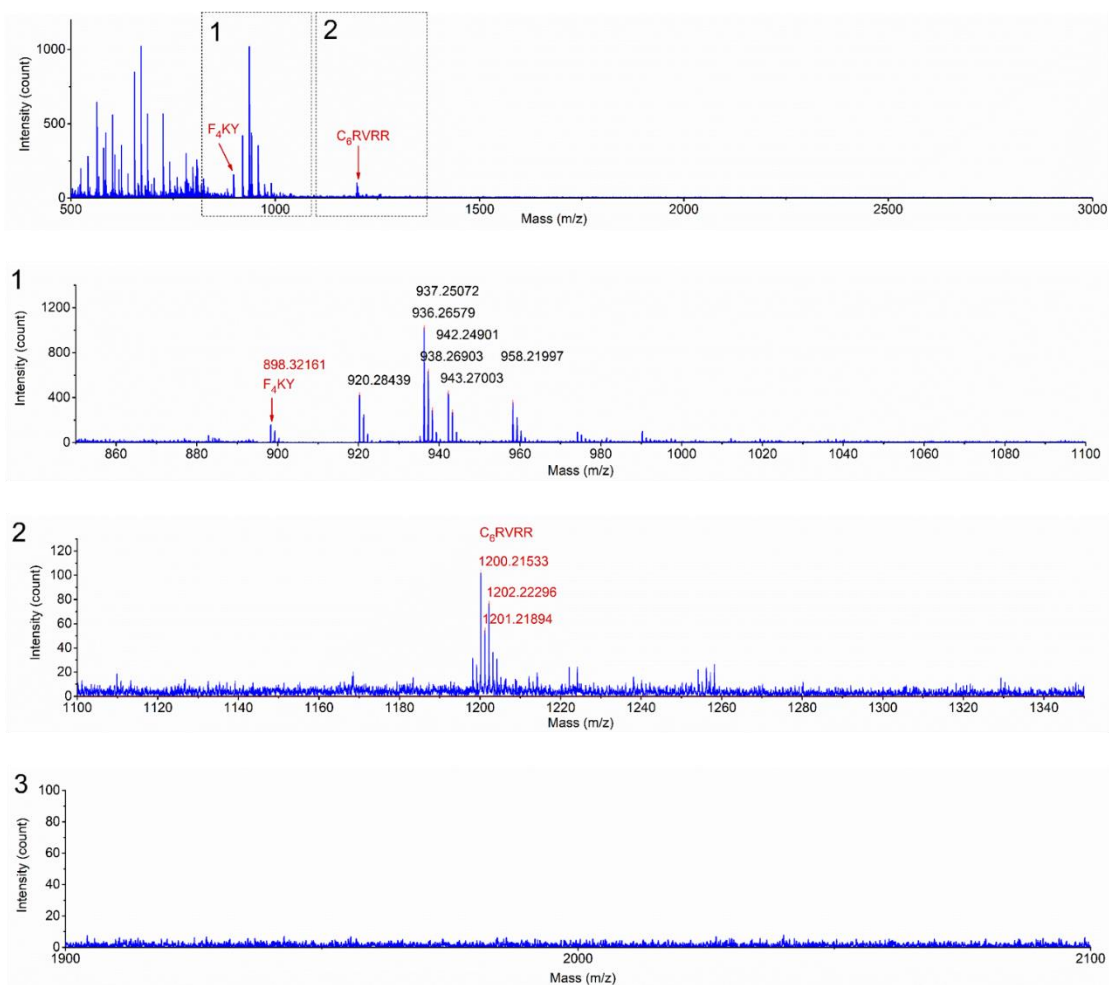 1
2
Intensity (count)
1000
500
0
F₄KY
C₆RVRR
500 1000 1500 2000 2500 3000
Mass (m/z)
1
Intensity (count)
1200
800
400
0
937.25072
936.26579
942.24901
898.32161
938.26903
958.21997
F₄KY
920.28439
943.27003
860 880 900 920 940 960 980 1000 1020 1040 1060 1080 1100
Mass (m/z)
2
Intensity (count)
120
100
80
60
40
20
0
C₆RVRR
1200.21533
1202.22296
1201.21894
1100 1120 1140 1160 1180 1200 1220 1240 1260 1280 1300 1320 1340
Mass (m/z)
3
Intensity (count)
100
80
60
40
20
0
1900 2000 2100
Mass (m/z)